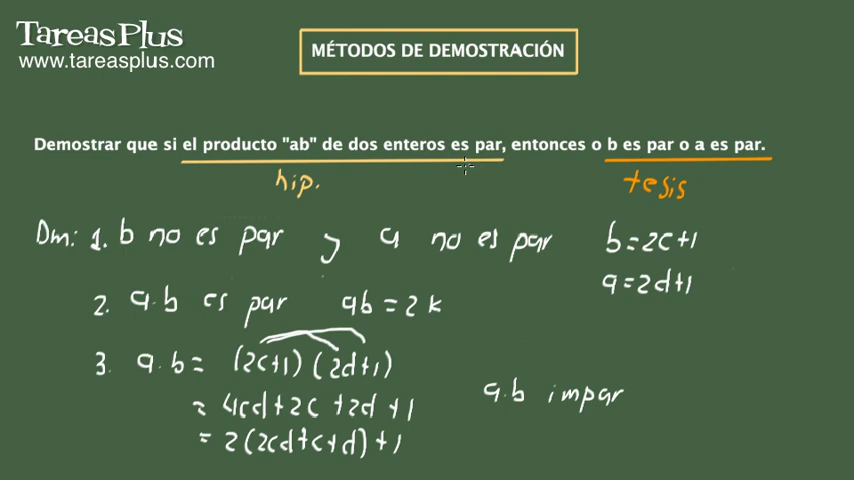 TareasPlus
www.tareasplus.com
MÉTODOS DE DEMOSTRACIÓN
Demostrar que si el producto "ab" de dos enteros es par, entonces o b es par o a es par.
hip.
tesis
Dm: 1. b no es par y a no es par b=2c+1
a=2d+1
2. a.b es par ab=2k
3. a.b= (2c+1)(2d+1)
= 4cd+2c+2d+1
a.b impar
= 2(2cd+c+d)+1